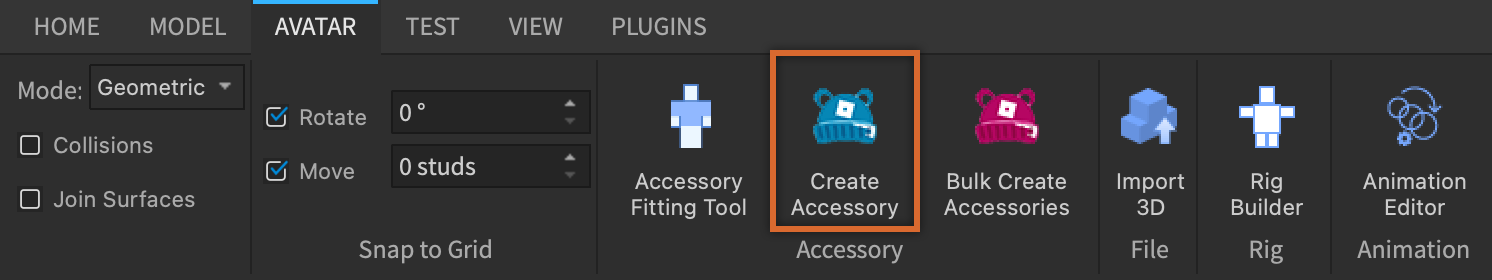 HOME MODEL AVATAR TEST VIEW PLUGINS
Mode: Geometric
Collisions
Join Surfaces
Rotate 0 °
Move 0 studs
Snap to Grid
Accessory
Fitting Tool
Create
Accessory
Bulk Create
Accessories
Accessory
Import
3D
File
Rig
Builder
Rig
Animation
Editor
Animation